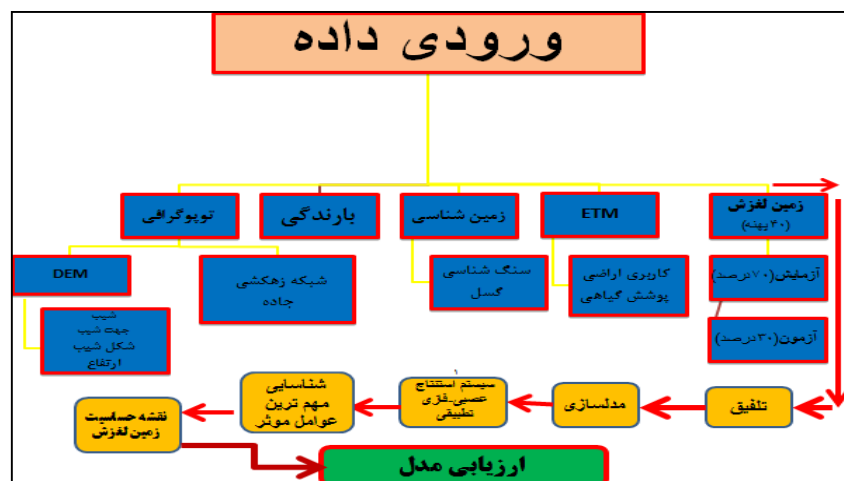 ورودی داده
زمین لغزش
(۴۰پهنه)
ETM
زمین شناسی
بارندگی
توپوگرافی
آزمایش(۷۰درصد)
کاربری اراضی
پوشش گیاهی
سنگ شناسی
گسل
شبکه زهکشی
جاده
DEM
آزمون(۳۰درصد)
شیب
جهت شیب
شکل شیب
ارتفاع
تلفیق
مدلسازی
۱
سیستم استنتاج
عصبی-فازی
تطبیقی
شناسایی
مهم ترین
عوامل موثر
نقشه حساسیت
زمین لغزش
ارزیابی مدل